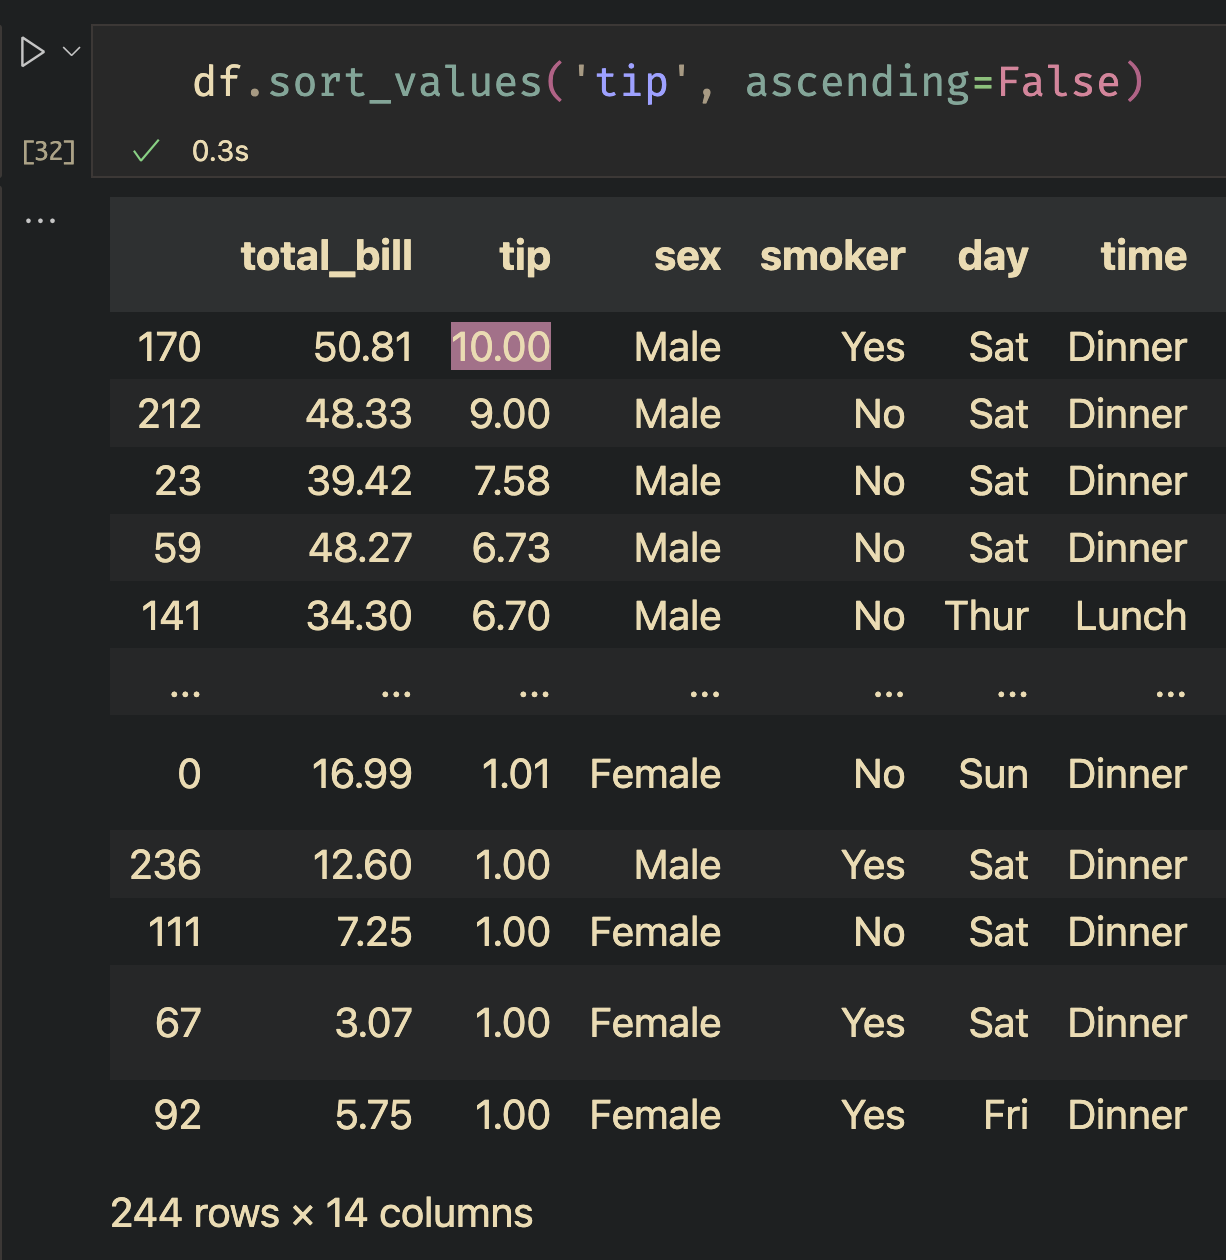 df.sort_values('tip', ascending=False)
[32] 0.3s
...
total_bill tip sex smoker day time
170 50.81 10.00 Male Yes Sat Dinner
212 48.33 9.00 Male No Sat Dinner
23 39.42 7.58 Male No Sat Dinner
59 48.27 6.73 Male No Sat Dinner
141 34.30 6.70 Male No Thur Lunch
... ... ... ... ... ... ...
0 16.99 1.01 Female No Sun Dinner
236 12.60 1.00 Male Yes Sat Dinner
111 7.25 1.00 Female No Sat Dinner
67 3.07 1.00 Female Yes Sat Dinner
92 5.75 1.00 Female Yes Fri Dinner
244 rows × 14 columns